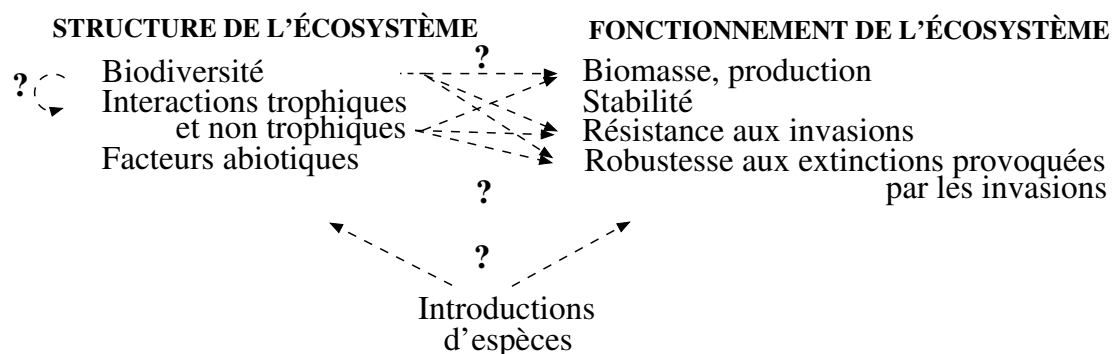 STRUCTURE DE L'ÉCOSYSTÈME
?
Biodiversité
Interactions trophiques
et non trophiques
Facteurs abiotiques
?
FONCTIONNEMENT DE L'ÉCOSYSTÈME
Biomasse, production
Stabilité
Résistance aux invasions
Robustesse aux extinctions provoquées
par les invasions
?
?
Introductions
d'espèces